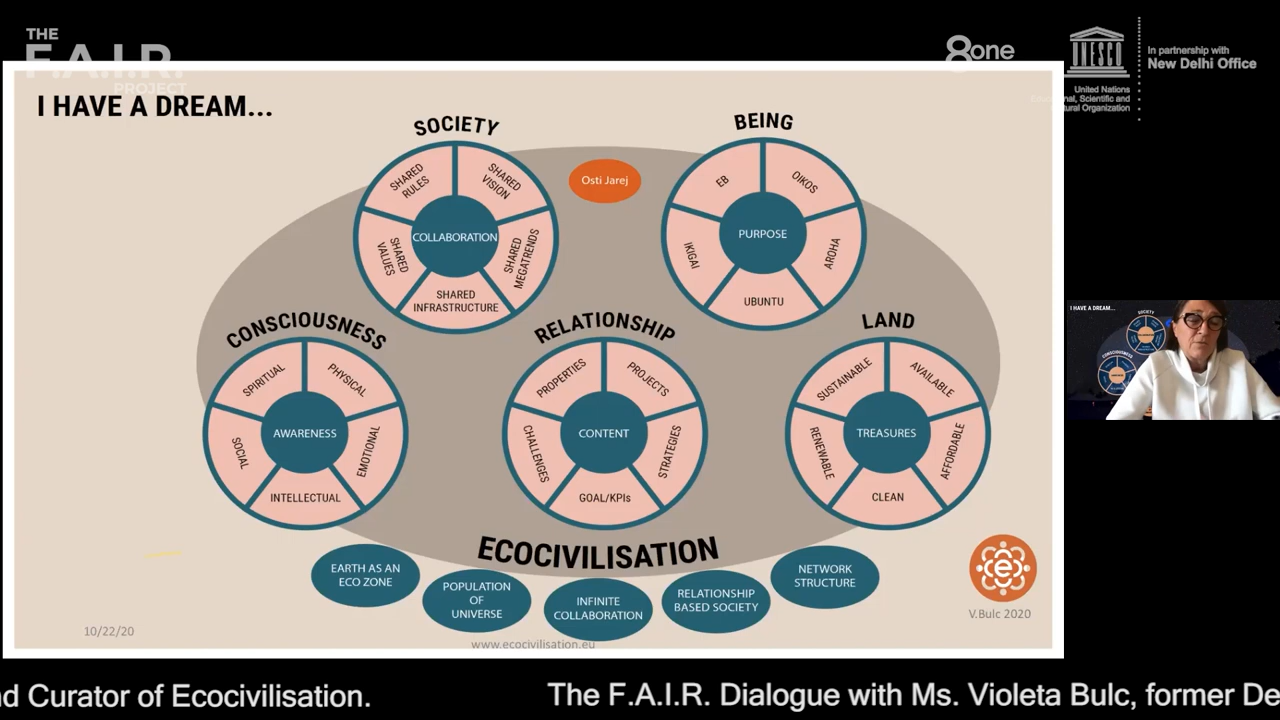 THE
F.A.I.R.
PROJECT
8one
UNESCO
United Nations
Educational, Scientific and
Cultural Organization
In partnership with
New Delhi Office
I HAVE A DREAM...
SOCIETY
SHARED
RULES
SHARED
VISION
SHARED
VALUES
SHARED
MEGATRENDS
SHARED
INFRASTRUCTURE
COLLABORATION
Osti Jarej
BEING
EB
OIKOS
IKIGAI
AROHA
UBUNTU
PURPOSE
CONSCIOUSNESS
SPIRITUAL
PHYSICAL
SOCIAL
EMOTIONAL
INTELLECTUAL
AWARENESS
RELATIONSHIP
PROPERTIES
PROJECTS
CHALLENGES
STRATEGIES
GOAL/KPIs
CONTENT
LAND
SUSTAINABLE
AVAILABLE
RENEWABLE
AFFORDABLE
CLEAN
TREASURES
ECOCIVILISATION
EARTH AS AN
ECO ZONE
POPULATION
OF
UNIVERSE
INFINITE
COLLABORATION
RELATIONSHIP
BASED SOCIETY
NETWORK
STRUCTURE
e
V.Bulc 2020
10/22/20
www.ecocivilisation.eu
I HAVE A DREAM...
SOCIETY
CONSCIOUSNESS
nd Curator of Ecocivilisation.
The F.A.I.R. Dialogue with Ms. Violeta Bulc, former De